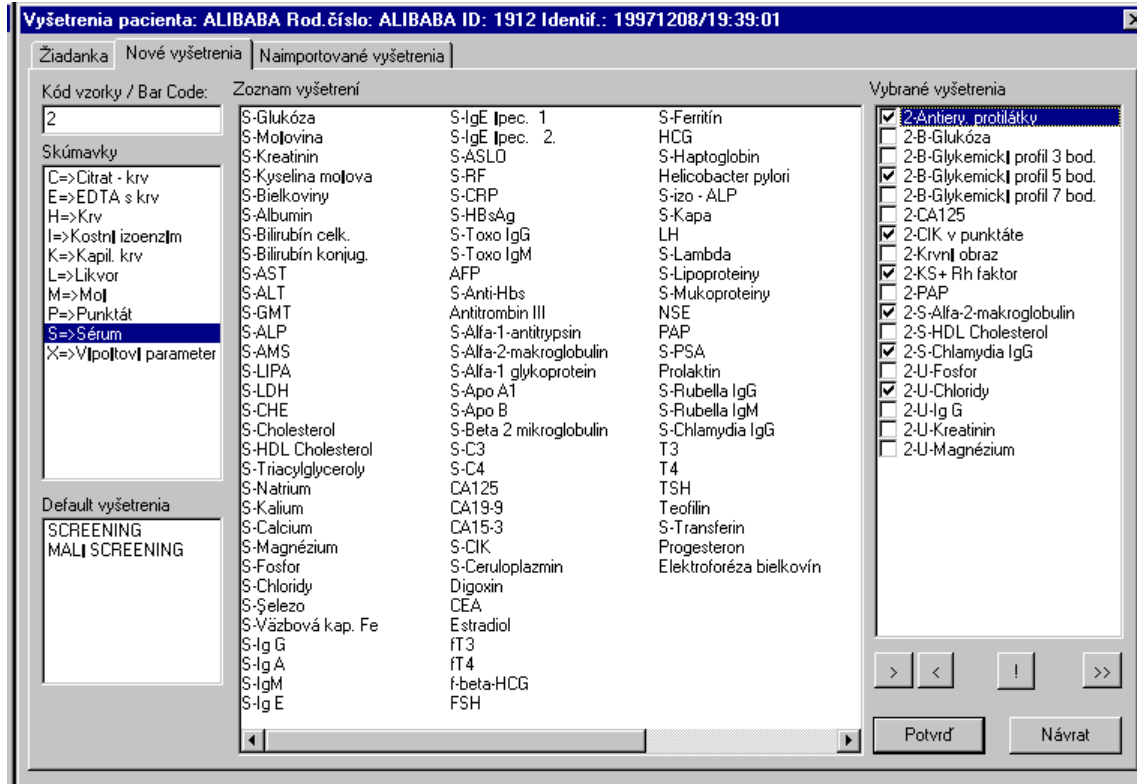 Vyšetrenia pacienta: ALIBABA Rod.číslo: ALIBABA ID: 1912 Identif.: 19971208/19:39:01
Žiadanka
Nové vyšetrenia
Naimportované vyšetrenia
Kód vzorky / Bar Code:
2
Skúmavky
C=>Citrat - krv
E=>EDTA s krv
H=>Krv
I=>Kostn| izoenz|m
K=>Kapil. krv
L=>Likvor
M=>Mo|
P=>Punktát
S=>Sérum
X=>V|po|tov| parameter
Default vyšetrenia
SCREENING
MAL| SCREENING
Zoznam vyšetrení
S-Glukóza
S-Mo|ovina
S-Kreatinin
S-Kyselina mo|ova
S-Bielkoviny
S-Albumin
S-Bilirubín celk.
S-Bilirubín konjug.
S-AST
S-ALT
S-GMT
S-ALP
S-AMS
S-LIPA
S-LDH
S-CHE
S-Cholesterol
S-HDL Cholesterol
S-Triacylglyceroly
S-Natrium
S-Kalium
S-Calcium
S-Magnézium
S-Fosfor
S-Chloridy
S-Şelezo
S-Väzbová kap. Fe
S-Ig G
S-Ig A
S-IgM
S-Ig E
S-IgE |pec. 1
S-IgE |pec. 2.
S-ASLO
S-RF
S-CRP
S-HBsAg
S-Toxo IgG
S-Toxo IgM
AFP
S-Anti-Hbs
Antitrombin III
S-Alfa-1-antitrypsin
S-Alfa-2-makroglobulin
S-Alfa-1 glykoprotein
S-Apo A1
S-Apo B
S-Beta 2 mikroglobulin
S-C3
S-C4
CA125
CA19-9
CA15-3
S-CIK
S-Ceruloplazmin
Digoxin
CEA
Estradiol
fT3
fT4
f-beta-HCG
FSH
S-Ferritín
HCG
S-Haptoglobin
Helicobacter pylori
S-izo - ALP
S-Kapa
LH
S-Lambda
S-Lipoproteiny
S-Mukoproteiny
NSE
PAP
S-PSA
Prolaktin
S-Rubella IgG
S-Rubella IgM
S-Chlamydia IgG
T3
T4
TSH
Teofilin
S-Transferin
Progesteron
Elektroforéza bielkovín
Vybrané vyšetrenia
2-Antiery. protilátky
2-B-Glukóza
2-B-Glykemick| profil 3 bod.
2-B-Glykemick| profil 5 bod.
2-B-Glykemick| profil 7 bod.
2-CA125
2-CIK v punktáte
2-Krvn| obraz
2-KS+ Rh faktor
2-PAP
2-S-Alfa-2-makroglobulin
2-S-HDL Cholesterol
2-S-Chlamydia IgG
2-U-Fosfor
2-U-Chloridy
2-U-Ig G
2-U-Kreatinin
2-U-Magnézium
> < ! >>
Potvrď
Návrat